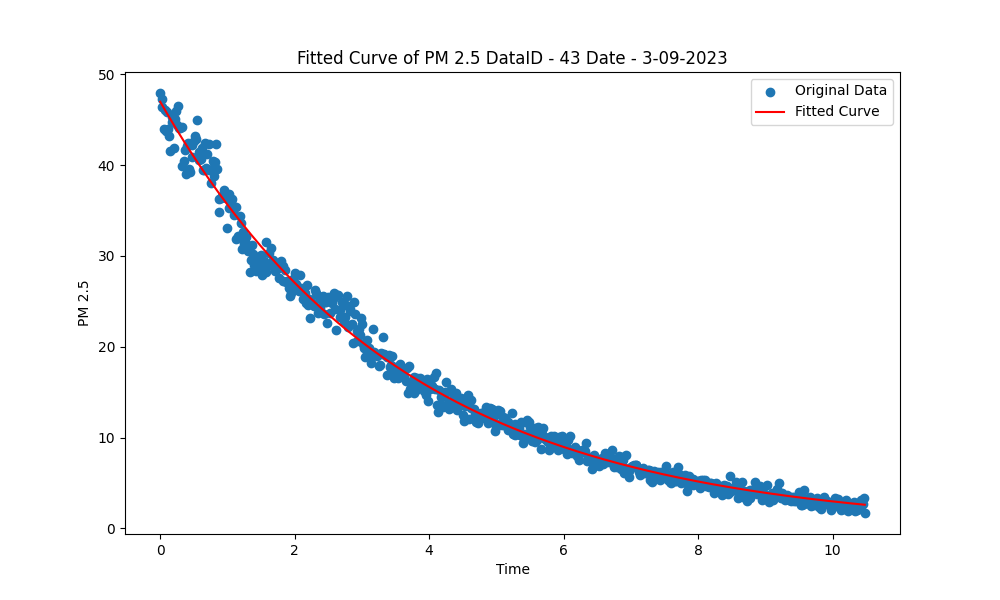 Fitted Curve of PM 2.5 DataID - 43 Date - 3-09-2023
Original Data
Fitted Curve
50
40
30
20
10
0
PM 2.5
0 2 4 6 8 10
Time